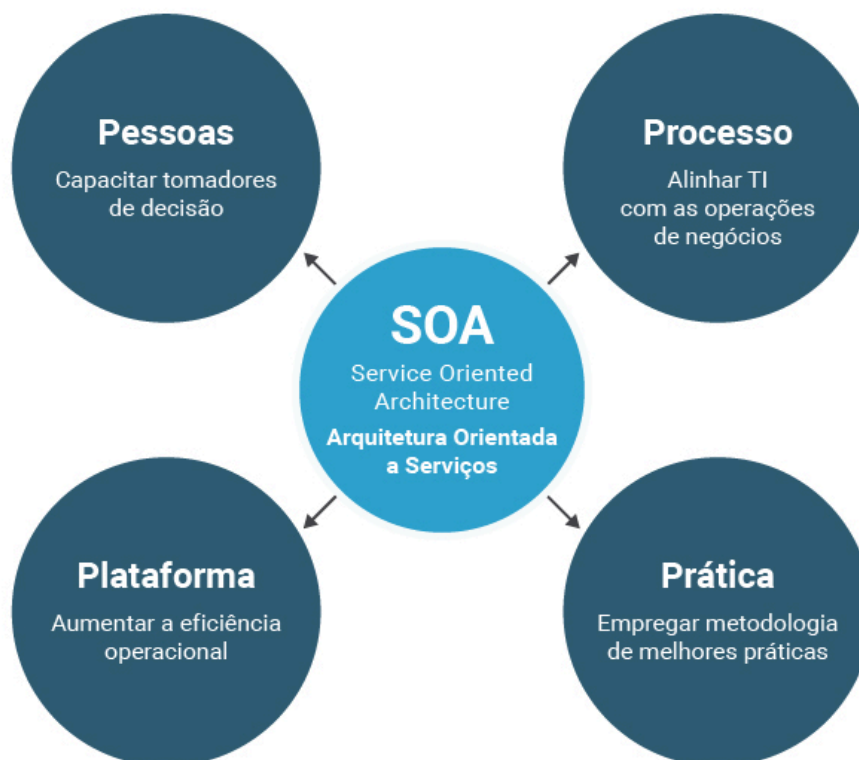 Pessoas
Capacitar tomadores
de decisão
Processo
Alinhar TI
com as operações
de negócios
SOA
Service Oriented
Architecture
Arquitetura Orientada
a Serviços
Plataforma
Aumentar a eficiência
operacional
Prática
Empregar metodologia
de melhores práticas